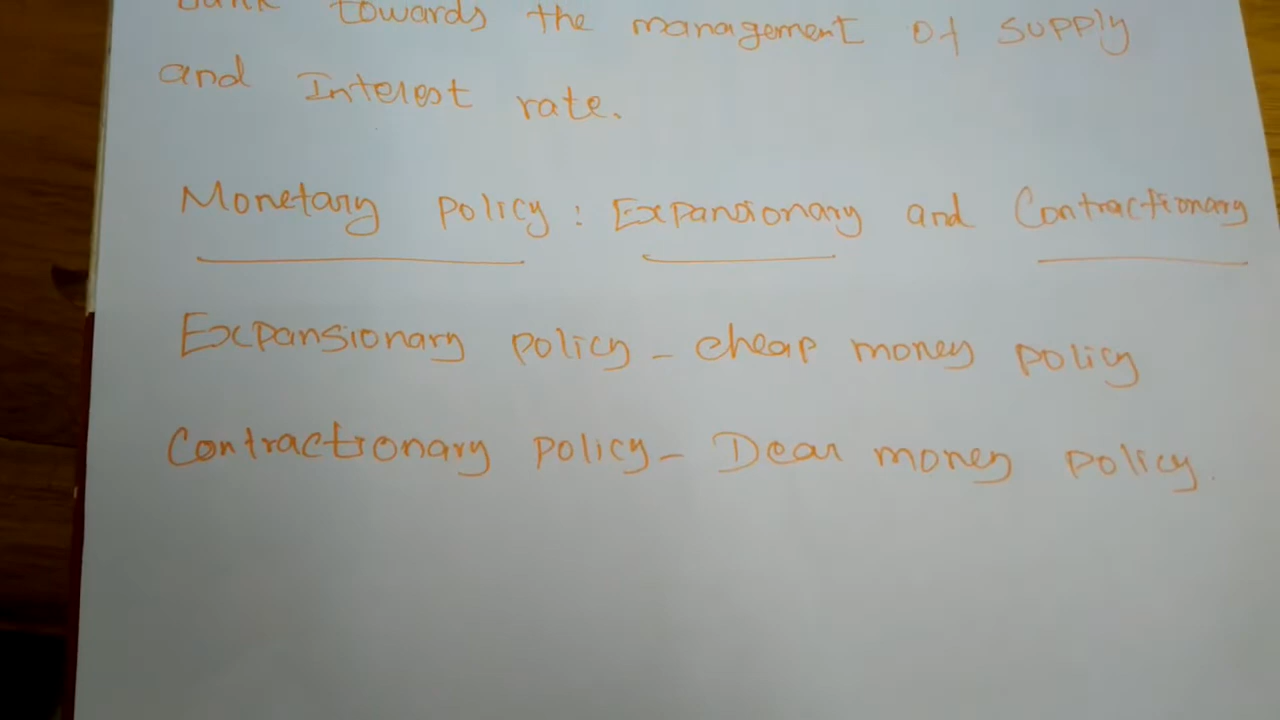 bank towards the management of supply
and Interest rate.
Monetary policy : Expansionary and Contractionary
Expansionary policy - cheap money policy
Contractionary policy - Dear money policy.